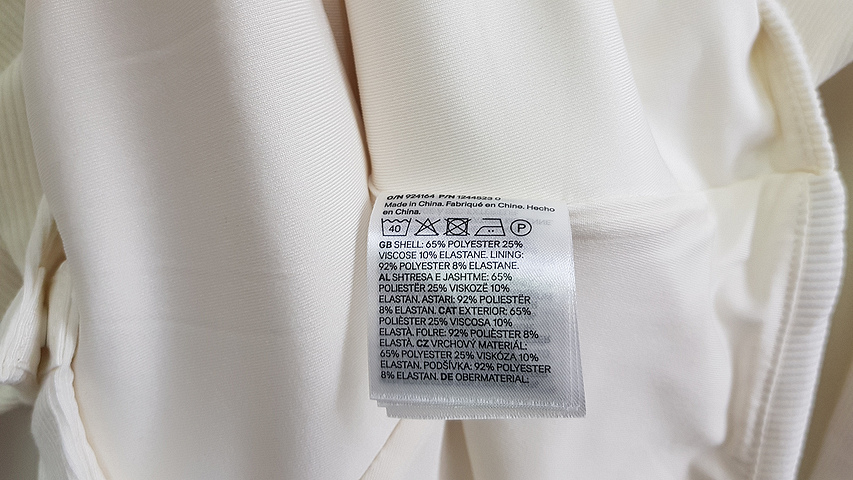 O/N 924164 P/N 1244525 0
Made in China. Fabriqué en Chine. Hecho
en China.
40 P
GB SHELL: 65% POLYESTER 25%
VISCOSE 10% ELASTANE. LINING:
92% POLYESTER 8% ELASTANE.
AL SHTRESA E JASHTME: 65%
POLIESTËR 25% VISKOZË 10%
ELASTAN. ASTARI: 92% POLIESTËR
8% ELASTAN. CAT EXTERIOR: 65%
POLIÈSTER 25% VISCOSA 10%
ELASTÀ. FOLRE: 92% POLIÈSTER 8%
ELASTÀ. CZ VRCHOVÝ MATERIÁL:
65% POLYESTER 25% VISKÓZA 10%
ELASTAN. PODŠÍVKA: 92% POLYESTER
8% ELASTAN. DE OBERMATERIAL: